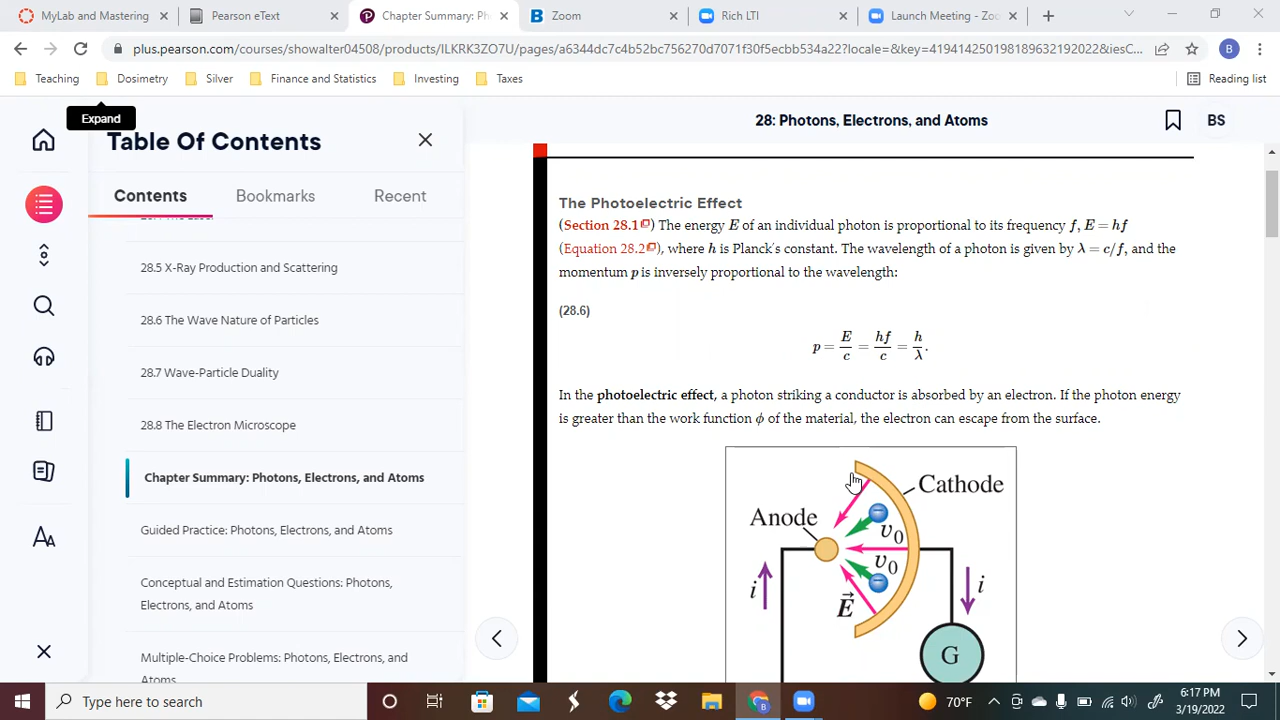 MyLab and Mastering
Pearson eText
Chapter Summary: Ph
Zoom
Rich LTI
Launch Meeting - Zoo
plus.pearson.com/courses/showalter04508/products/ILKRK3ZO7U/pages/a6344dc7c4b52bc756270d7071f30f5ecbb534a22?locale=&key=41941425019818963219​2022&iesC...
B
Teaching
Dosimetry
Silver
Finance and Statistics
Investing
Taxes
Reading list
Expand
Table Of Contents
Contents
Bookmarks
Recent
28.5 X-Ray Production and Scattering
28.6 The Wave Nature of Particles
28.7 Wave-Particle Duality
28.8 The Electron Microscope
Chapter Summary: Photons, Electrons, and Atoms
Guided Practice: Photons, Electrons, and Atoms
Conceptual and Estimation Questions: Photons,
Electrons, and Atoms
Multiple-Choice Problems: Photons, Electrons, and
Atoms
AA
28: Photons, Electrons, and Atoms
BS
The Photoelectric Effect
(Section 28.1) The energy E of an individual photon is proportional to its frequency f, E = hf
(Equation 28.2), where h is Planck's constant. The wavelength of a photon is given by λ = c/f, and the
momentum p is inversely proportional to the wavelength:
(28.6)
p = E/c = hf/c = h/λ.
In the photoelectric effect, a photon striking a conductor is absorbed by an electron. If the photon energy
is greater than the work function ϕ of the material, the electron can escape from the surface.
Cathode
Anode
v₀
v₀
i
E⃗
i
G
Type here to search
70°F
6:17 PM
3/19/2022